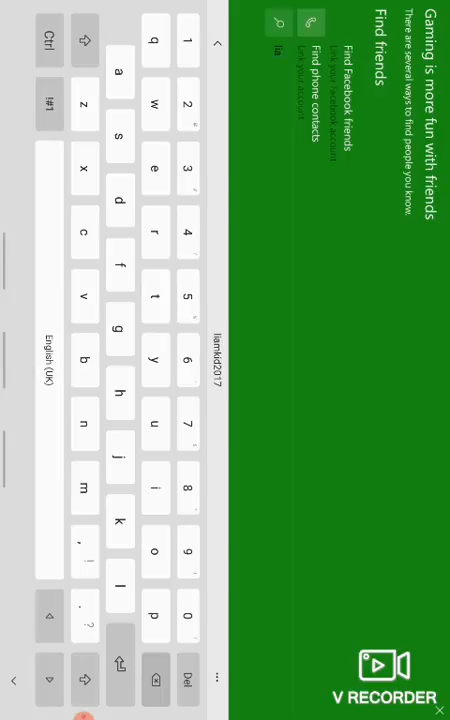 Gaming is more fun with friends
There are several ways to find people you know.
Find friends
Find Facebook friends
Link your Facebook account
Find phone contacts
Link your account
lia
liamkid2017
1 2 3 4 5 6 7 8 9 0 Del
q w e r t y u i o p
a s d f g h j k l
z x c v b n m , ! . ?
Ctrl !#1 English (UK)
V RECORDER